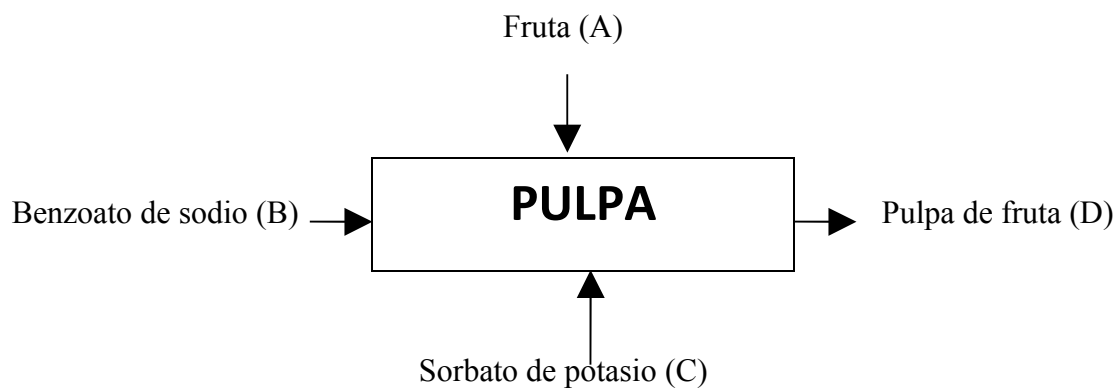 Fruta (A)
PULPA
Benzoato de sodio (B)
Pulpa de fruta (D)
Sorbato de potasio (C)